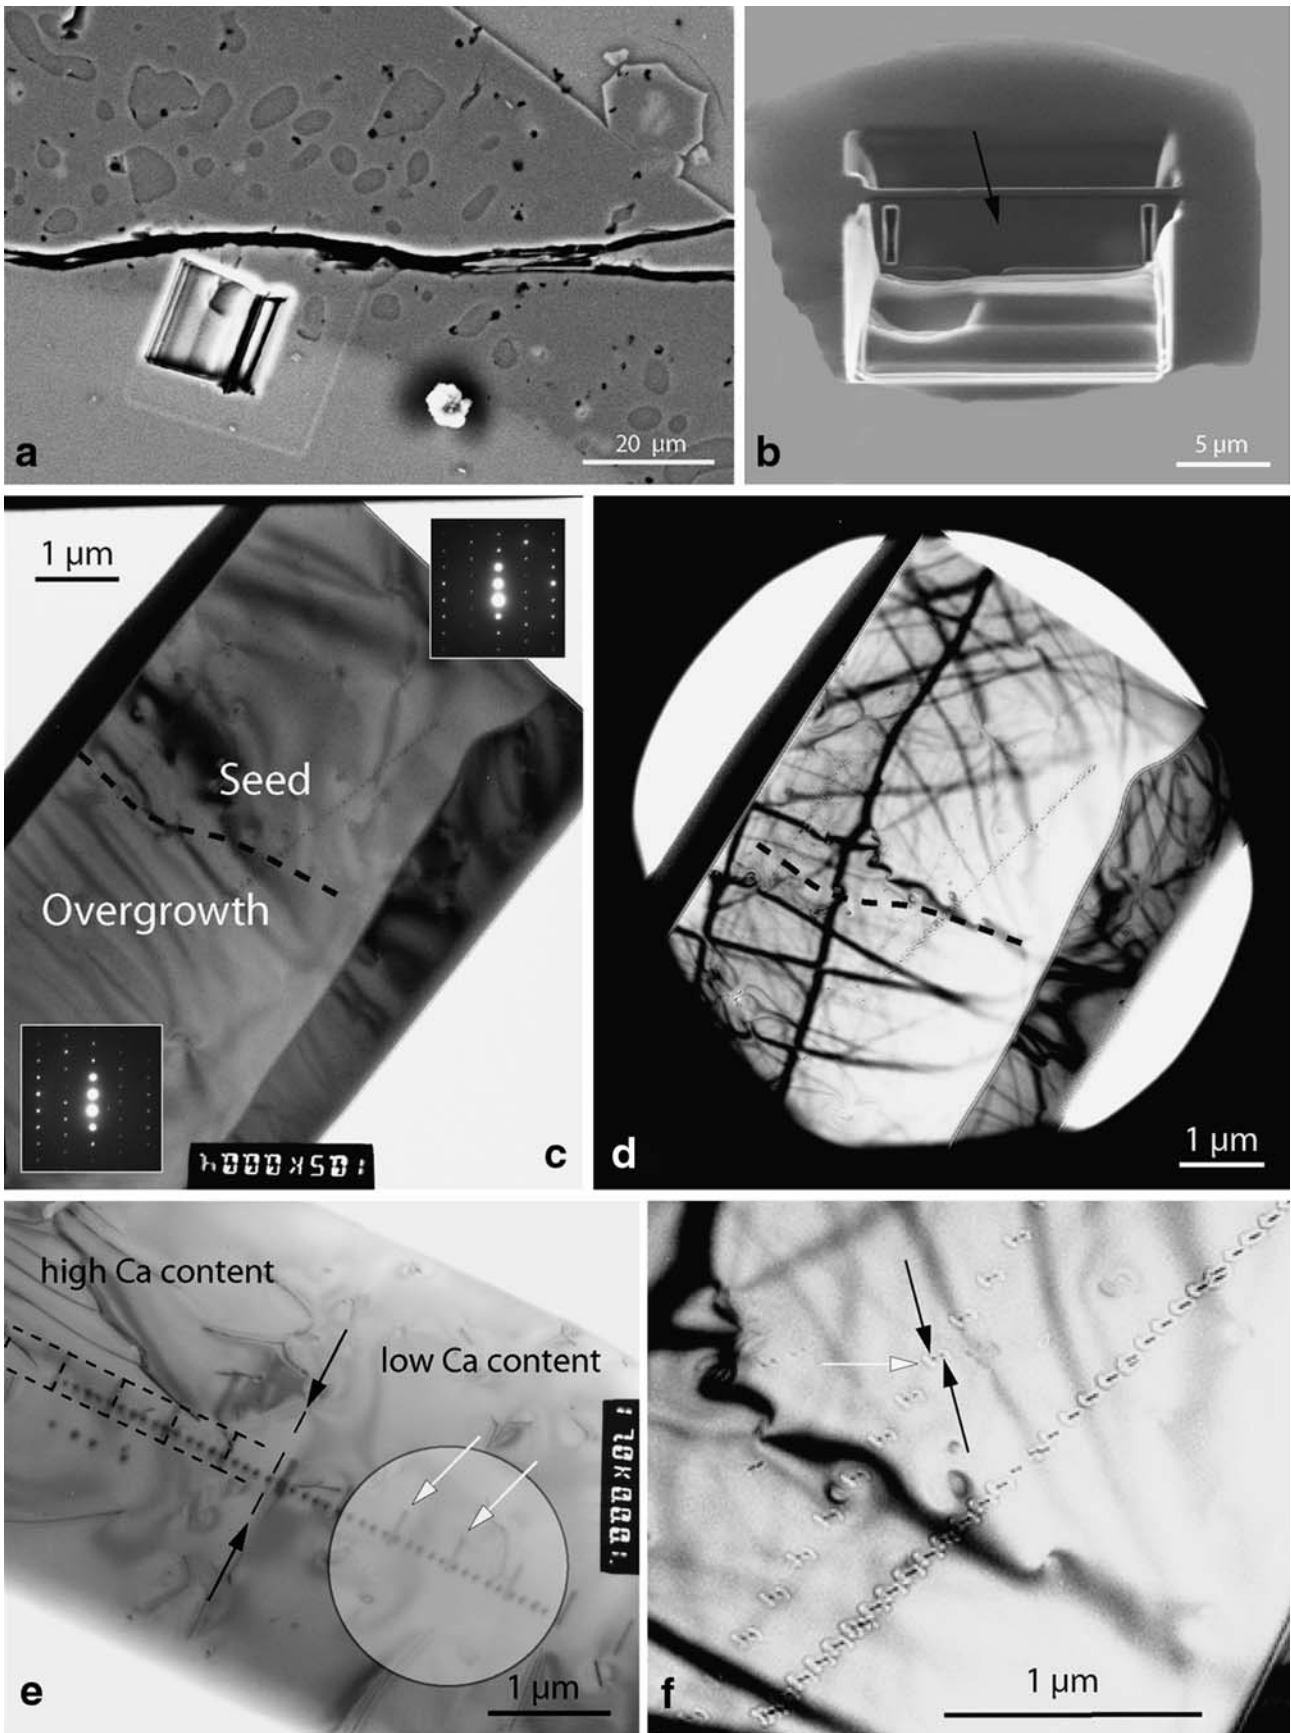 a
20 μm
b
5 μm
1 μm
Seed
Overgrowth
c
d
1 μm
high Ca content
low Ca content
e
1 μm
f
1 μm